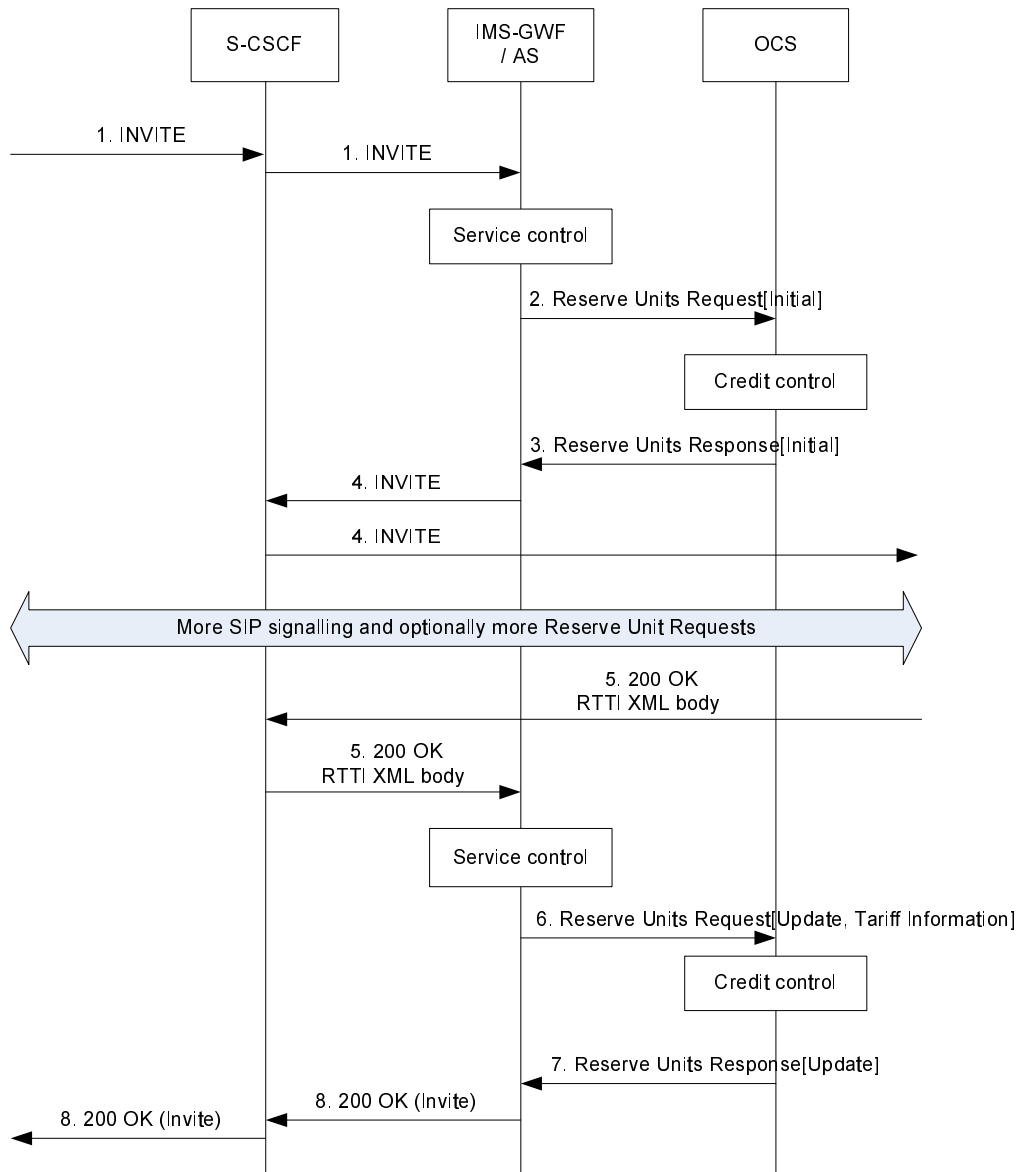 S-CSCF
IMS-GWF
/ AS
OCS
1. INVITE
1. INVITE
Service control
2. Reserve Units Request[Initial]
Credit control
3. Reserve Units Response[Initial]
4. INVITE
4. INVITE
More SIP signalling and optionally more Reserve Unit Requests
5. 200 OK
RTTI XML body
5. 200 OK
RTTI XML body
Service control
6. Reserve Units Request[Update, Tariff Information]
Credit control
7. Reserve Units Response[Update]
8. 200 OK (Invite)
8. 200 OK (Invite)